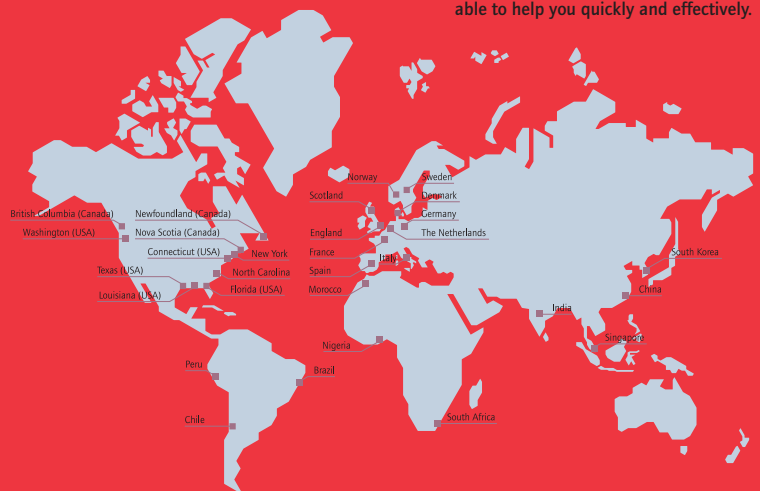 able to help you quickly and effectively.
Norway
Sweden
Scotland
Denmark
British Columbia (Canada)
Newfoundland (Canada)
Germany
Washington (USA)
Nova Scotia (Canada)
England
The Netherlands
Connecticut (USA)
New York
France
Italy
South Korea
Texas (USA)
North Carolina
Spain
Louisiana (USA)
Florida (USA)
Morocco
China
India
Nigeria
Singapore
Peru
Brazil
Chile
South Africa